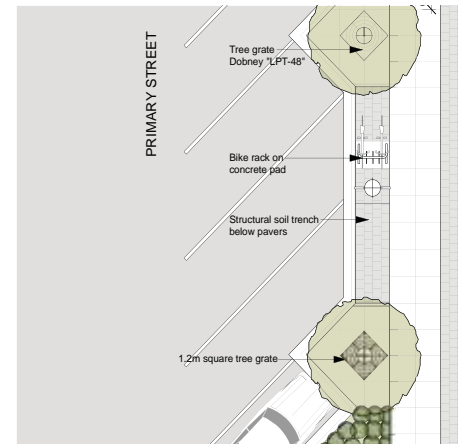 PRIMARY STREET
Tree grate
Dobney "LPT-48"
Bike rack on
concrete pad
Structural soil trench
below pavers
1.2m square tree grate